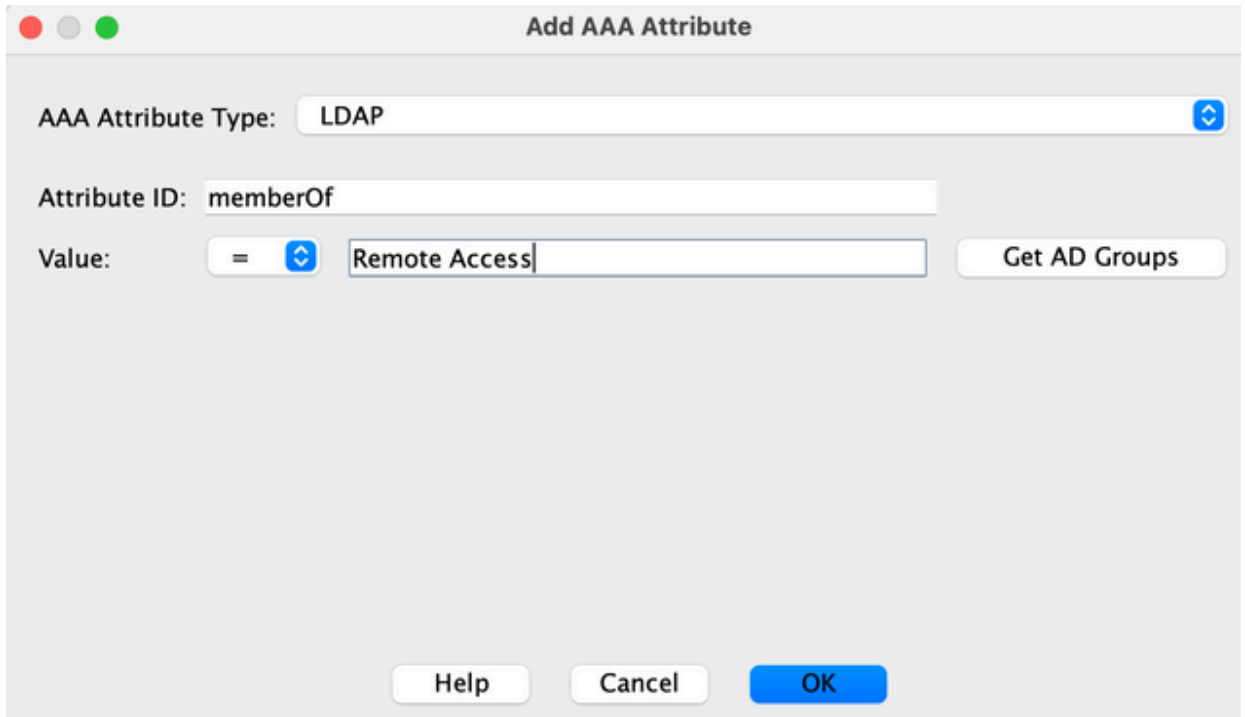 Add AAA Attribute
AAA Attribute Type: LDAP
Attribute ID: memberOf
Value: = Remote Access Get AD Groups
Help Cancel OK